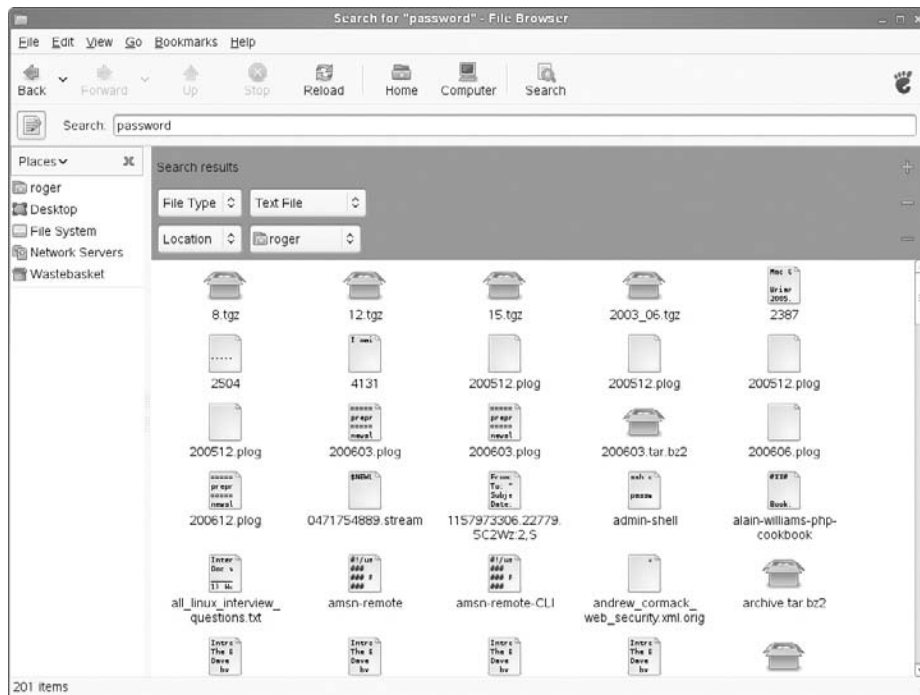 Search for "password" - File Browser
File Edit View Go Bookmarks Help
Back Forward Up Stop Reload Home Computer Search
Search: password
Places
roger
Desktop
File System
Network Servers
Wastebasket
Search results
File Type Text File
Location roger
8.tgz 12.tgz 15.tgz 2003_06.tgz 2387
2504 4131 200512.plog 200512.plog 200512.plog
200512.plog 200603.plog 200603.plog 200603.tar.bz2 200606.plog
200612.plog 0471754889.stream 1157973306.22779.
SC2Wz:2,S admin-shell alain-williams-php-
cookbook
all_linux_interview_
questions.txt amsn-remote amsn-remote-CLI andrew_cormack_
web_security.xml.orig archive.tar.bz2
201 items